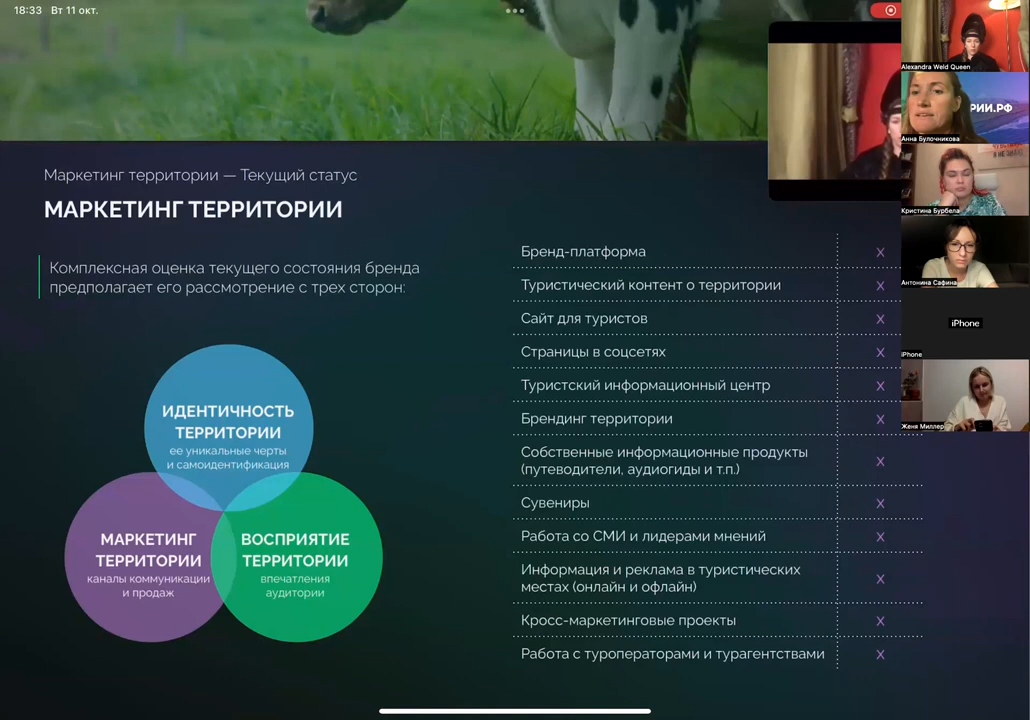 18:33 Вт 11 окт.
Маркетинг территории — Текущий статус
МАРКЕТИНГ ТЕРРИТОРИИ
Комплексная оценка текущего состояния бренда
предполагает его рассмотрение с трех сторон:
ИДЕНТИЧНОСТЬ
ТЕРРИТОРИИ
ее уникальные черты
и самоидентификация
МАРКЕТИНГ
ТЕРРИТОРИИ
каналы коммуникации
и продаж
ВОСПРИЯТИЕ
ТЕРРИТОРИИ
впечатления
аудитории
Бренд-платформа X
Туристический контент о территории X
Сайт для туристов X
Страницы в соцсетях X
Туристский информационный центр X
Брендинг территории X
Собственные информационные продукты
(путеводители, аудиогиды и т.п.) X
Сувениры X
Работа со СМИ и лидерами мнений X
Информация и реклама в туристических
местах (онлайн и офлайн) X
Кросс-маркетинговые проекты X
Работа с туроператорами и турагентствами X
Alexandra Weld Queen
РИИ.РФ
Анна Булочникова
Кристина Бурбела
Антонина Сафина
iPhone
iPhone
Женя Миллер